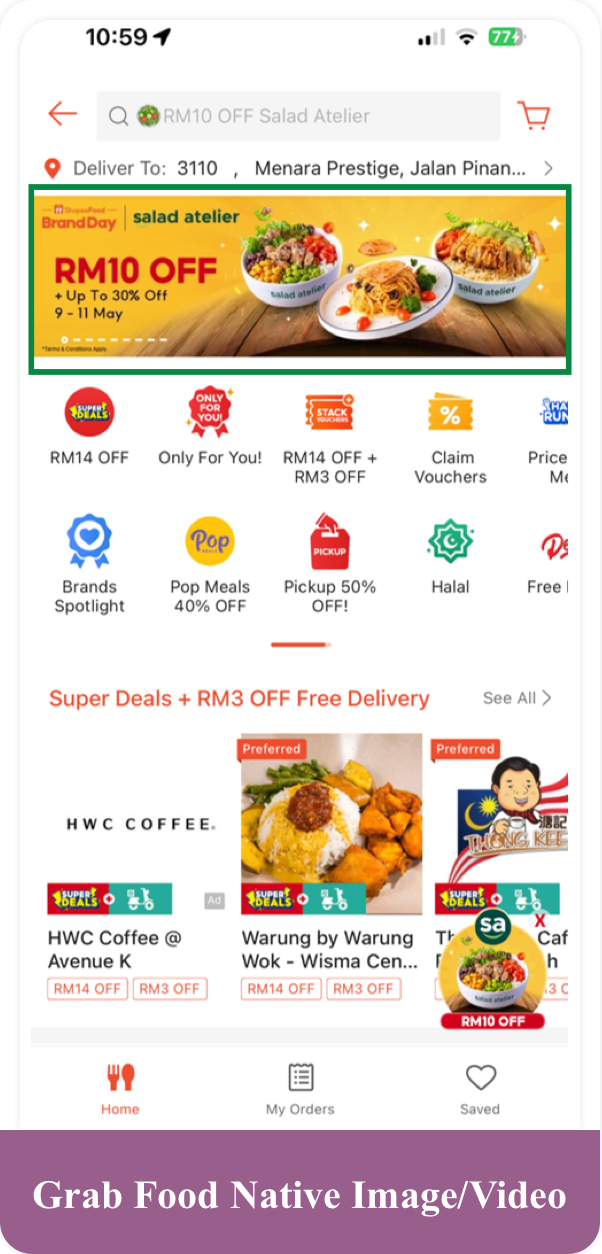 10:59
77
RM10 OFF Salad Atelier
Deliver To: 3110 , Menara Prestige, Jalan Pinan...
ShopeeFood
BrandDay
salad atelier
RM10 OFF
+ Up To 30% Off
9 - 11 May
*Terms & Conditions Apply.
salad atelier
salad atelier
SUPER DEALS
ONLY FOR YOU!
STACK VOUCHERS
%
HA
RUN
RM14 OFF
Only For You!
RM14 OFF +
RM3 OFF
Claim
Vouchers
Price
Me
Pop
MEALS
PICKUP
Brands
Spotlight
Pop Meals
40% OFF
Pickup 50%
OFF!
Halal
Free
Super Deals + RM3 OFF Free Delivery
See All
Preferred
Preferred
HWC COFFEE.
溏記
THONG KEE
SUPER DEALS
Ad
SUPER DEALS
SUPER DEALS
HWC Coffee @
Avenue K
Warung by Warung
Wok - Wisma Cen...
Th
Caf
h
RM14 OFF
RM3 OFF
RM14 OFF
RM3 OFF
sa
X
salad atelier
RM10 OFF
Home
My Orders
Saved
Grab Food Native Image/Video